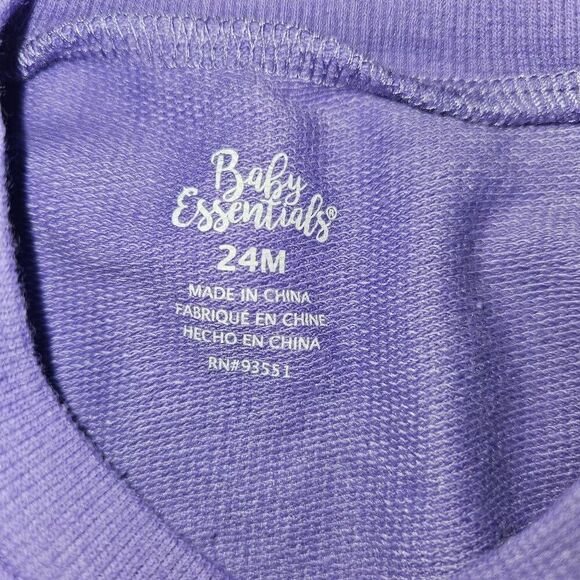 Baby
Essentials®
24M
MADE IN CHINA
FABRIQUÉ EN CHINE
HECHO EN CHINA
RN#93551